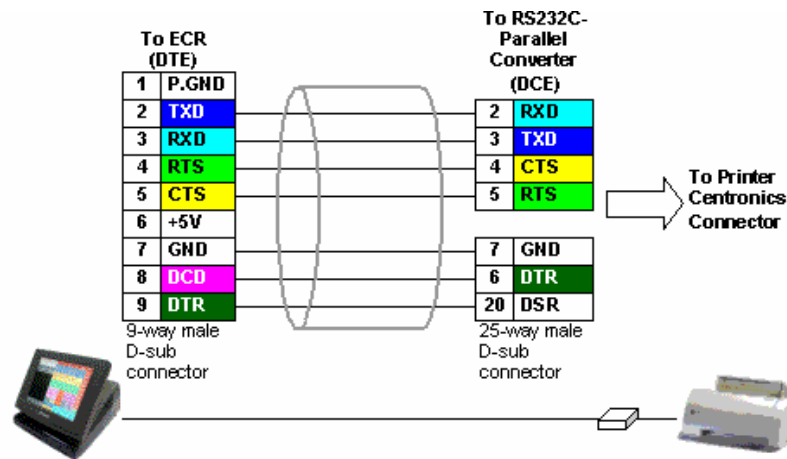 To ECR
(DTE)
1 P.GND
2 TXD
3 RXD
4 RTS
5 CTS
6 +5V
7 GND
8 DCD
9 DTR
9-way male
D-sub
connector
To RS232C-
Parallel
Converter
(DCE)
2 RXD
3 TXD
4 CTS
5 RTS
7 GND
6 DTR
20 DSR
25-way male
D-sub
connector
To Printer
Centronics
Connector